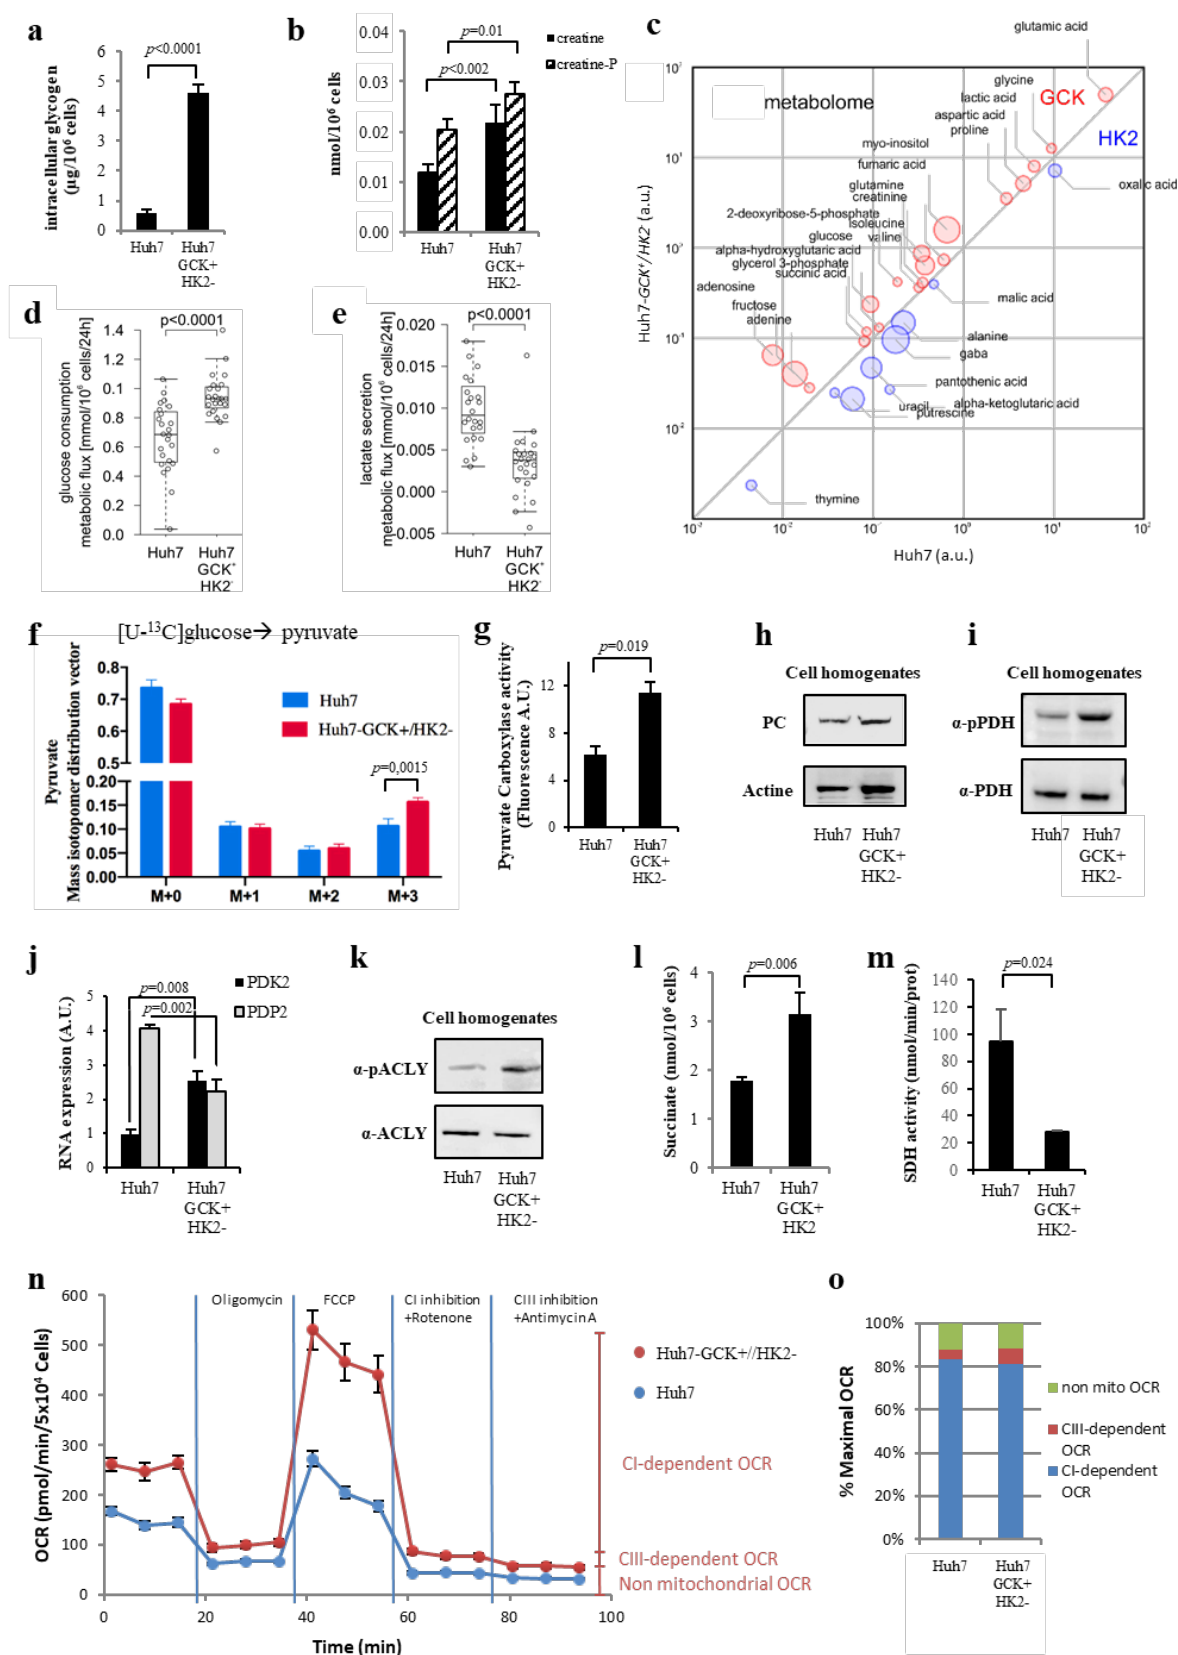 a
p<0.0001
intracellular glycogen
(µg/10⁶ cells)
6
5
4
3
2
1
0
Huh7
Huh7
GCK+
HK2-
b
p=0.01
p<0.002
creatine
creatine-P
nmol/10⁶ cells
0.04
0.03
0.02
0.01
0.00
Huh7
Huh7
GCK+
HK2-
c
metabolome
GCK
HK2
glutamic acid
glycine
lactic acid
aspartic acid
proline
myo-inositol
fumaric acid
glutamine
creatinine
2-deoxyribose-5-phosphate
isoleucine
valine
glucose
alpha-hydroxyglutaric acid
glycerol 3-phosphate
succinic acid
adenosine
fructose
adenine
oxalic acid
malic acid
alanine
gaba
pantothenic acid
alpha-ketoglutaric acid
uracil
putrescine
thymine
Huh7-GCK⁺/HK2⁻ (a.u.)
10¹
10⁻²
10⁻²
10⁻¹
10⁰
10¹
10²
Huh7 (a.u.)
d
p<0.0001
glucose consumption
metabolic flux [mmol/10⁶ cells/24h]
1.4
1.2
1.0
0.8
0.6
0.4
0.2
0.0
Huh7
Huh7
GCK⁺
HK2⁻
e
p<0.0001
lactate secretion
metabolic flux [mmol/10⁶ cells/24h]
0.020
0.015
0.010
0.005
0.000
-0.005
Huh7
Huh7
GCK⁺
HK2⁻
f
[U-¹³C]glucose→ pyruvate
Pyruvate
Mass isotopomer distribution vector
0.8
0.7
0.6
0.5
0.20
0.15
0.10
0.05
0.00
Huh7
Huh7-GCK+/HK2-
p=0,0015
M+0
M+1
M+2
M+3
g
p=0.019
Pyruvate Carboxylase activity
(Fluorescence A.U.)
12
8
4
0
Huh7
Huh7
GCK+
HK2-
h
Cell homogenates
PC
Actine
Huh7
Huh7
GCK+
HK2-
i
Cell homogenates
α-pPDH
α-PDH
Huh7
Huh7
GCK+
HK2-
j
PDK2
PDP2
p=0.008
p=0.002
RNA expression (A.U.)
5
4
3
2
1
0
Huh7
Huh7
GCK+
HK2-
k
Cell homogenates
α-pACLY
α-ACLY
Huh7
Huh7
GCK+
HK2-
l
p=0.006
Succinate (nmol/10⁶ cells)
4
3
2
1
0
Huh7
Huh7
GCK+
HK2
m
p=0.024
SDH activity (umol/min/prot)
140
120
100
80
60
40
20
0
Huh7
Huh7
GCK+
HK2-
n
Oligomycin
FCCP
CI inhibition
+Rotenone
CIII inhibition
+Antimycin A
OCR (pmol/min/5x10⁴ Cells)
600
500
400
300
200
100
0
Huh7-GCK+//HK2-
Huh7
CI-dependent OCR
CIII-dependent OCR
Non mitochondrial OCR
0
20
40
60
80
100
Time (min)
o
% Maximal OCR
100%
80%
60%
40%
20%
0%
non mito OCR
CIII-dependent
OCR
CI-dependent
OCR
Huh7
Huh7
GCK+
HK2-